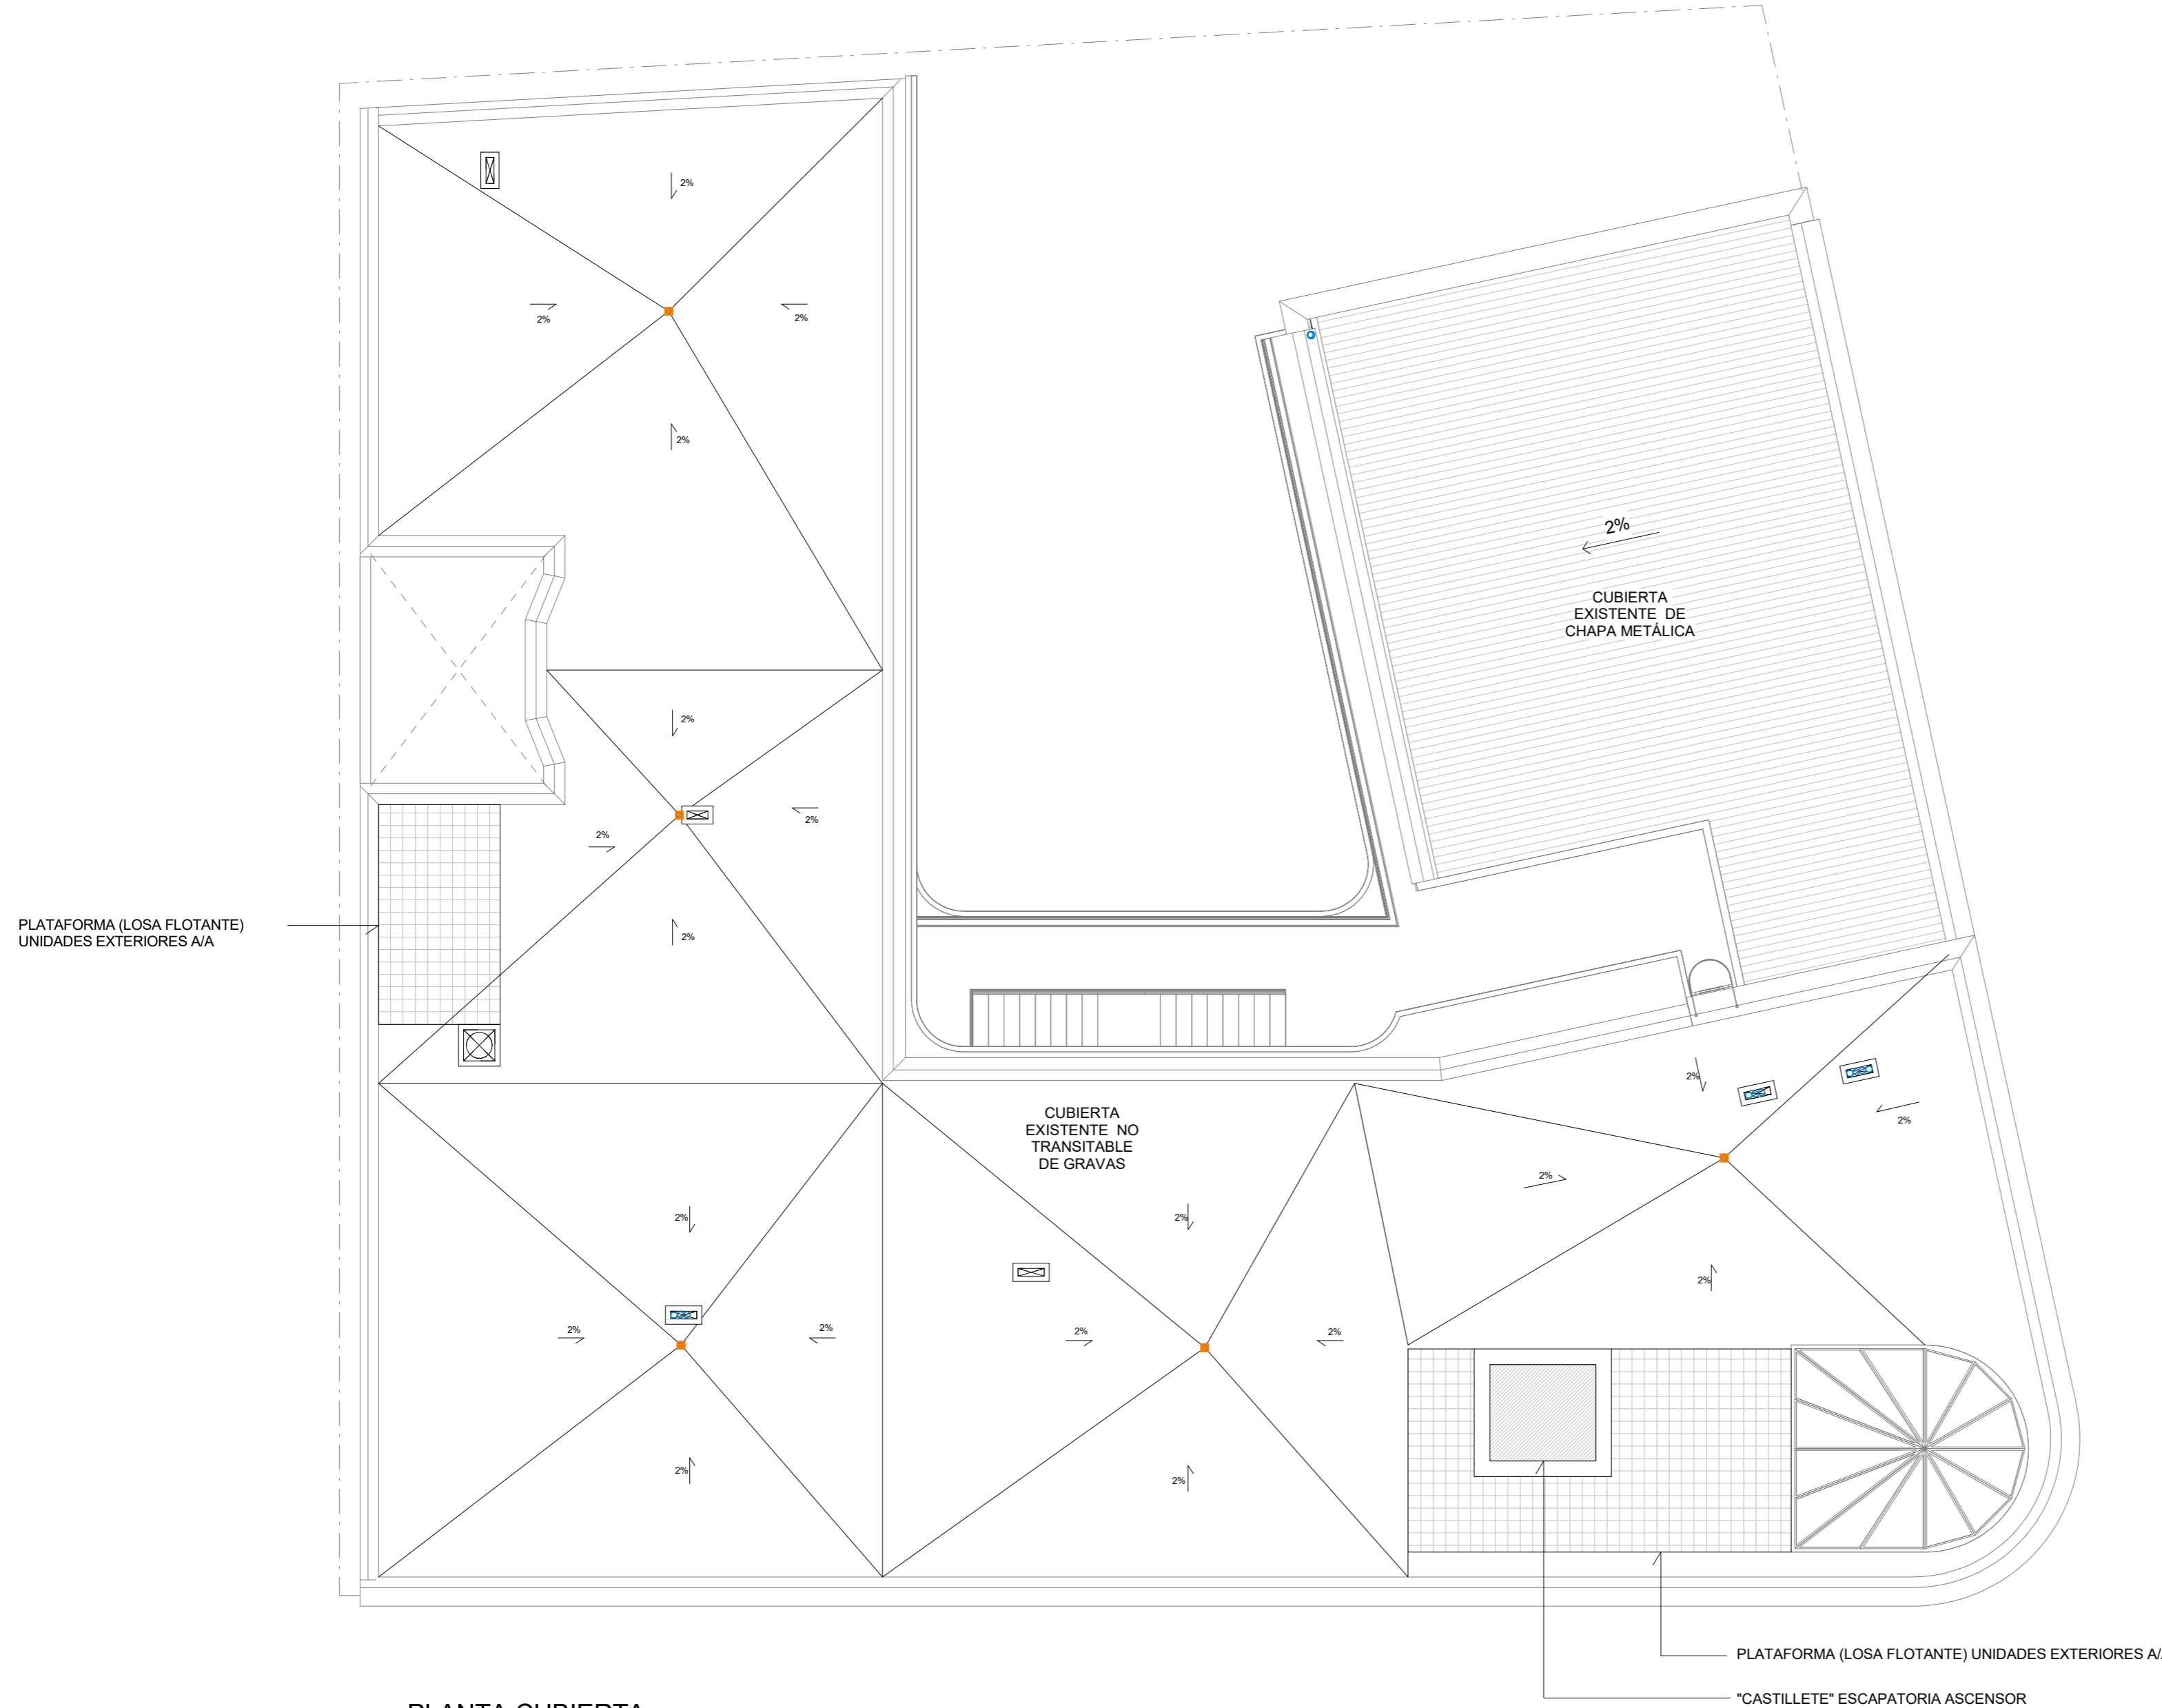 2%
2%
2%
2%
2%
CUBIERTA
EXISTENTE DE
CHAPA METÁLICA
2%
2%
2%
PLATAFORMA (LOSA FLOTANTE)
UNIDADES EXTERIORES A/A
2%
2%
2%
CUBIERTA
EXISTENTE NO
TRANSITABLE
DE GRAVAS
2%
2%
2%
2%
2%
2%
2%
2%
2%
2%
2%
PLATAFORMA (LOSA FLOTANTE) UNIDADES EXTERIORES A/
"CASTILLETE" ESCAPATORIA ASCENSOR
PLANTA CUBIERTA